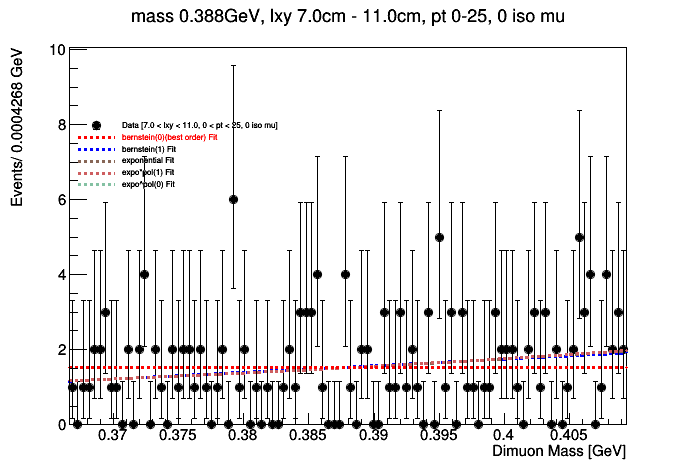 mass 0.388GeV, lxy 7.0cm - 11.0cm, pt 0-25, 0 iso mu
Events/ 0.0004268 GeV
10
8
6
4
2
0
Data [7.0 < lxy < 11.0, 0 < pt < 25, 0 iso mu]
bernstein(0)(best order) Fit
bernstein(1) Fit
exponential Fit
expo*pol(1) Fit
expo*pol(0) Fit
0.37 0.375 0.38 0.385 0.39 0.395 0.4 0.405
Dimuon Mass [GeV]